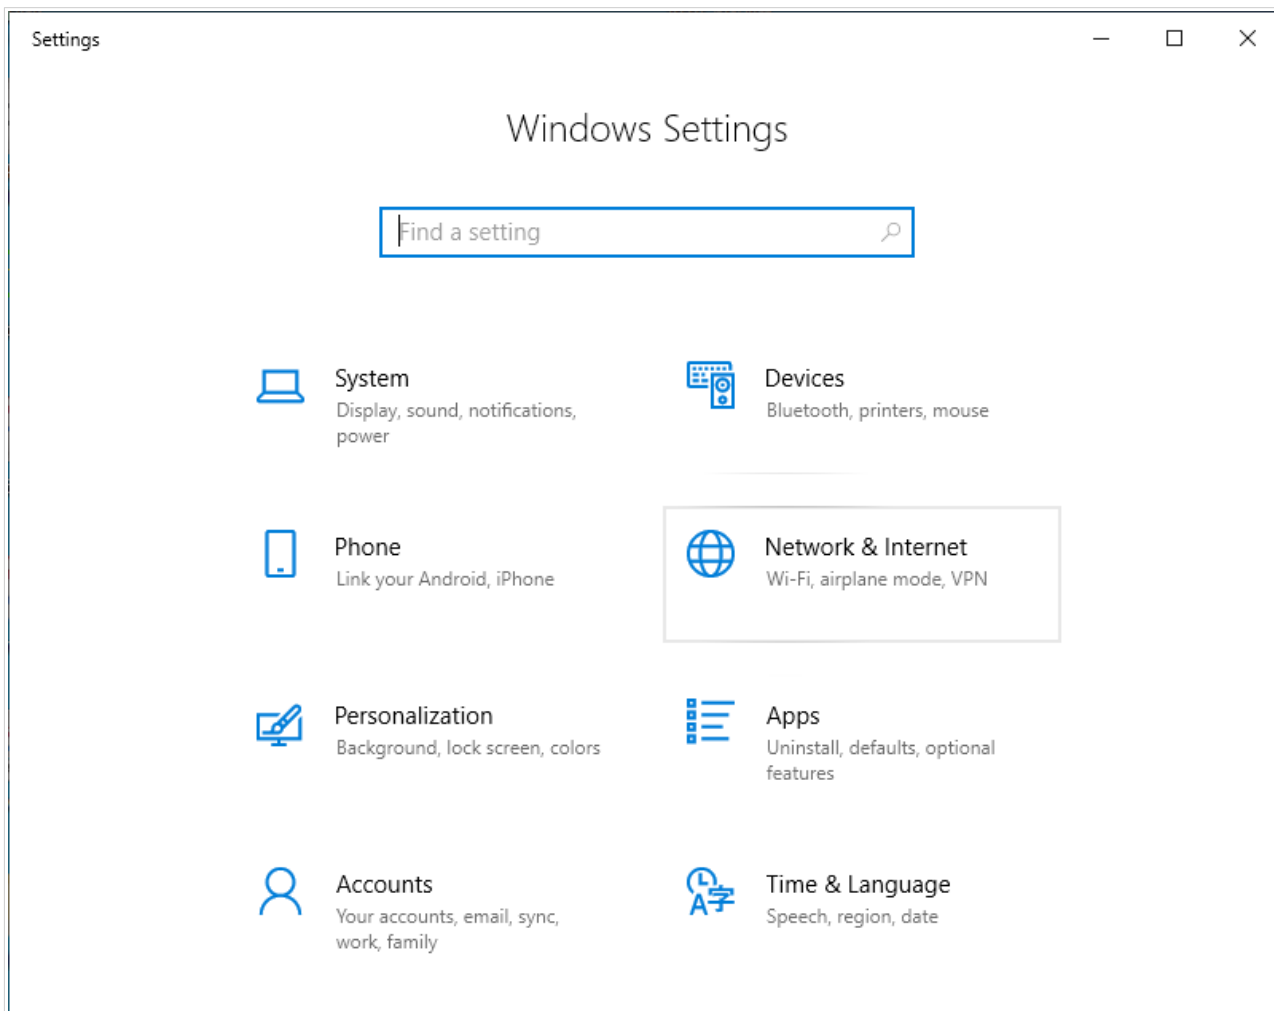 Settings
Windows Settings
Find a setting
System
Display, sound, notifications,
power
Devices
Bluetooth, printers, mouse
Phone
Link your Android, iPhone
Network & Internet
Wi-Fi, airplane mode, VPN
Personalization
Background, lock screen, colors
Apps
Uninstall, defaults, optional
features
Accounts
Your accounts, email, sync,
work, family
Time & Language
Speech, region, date